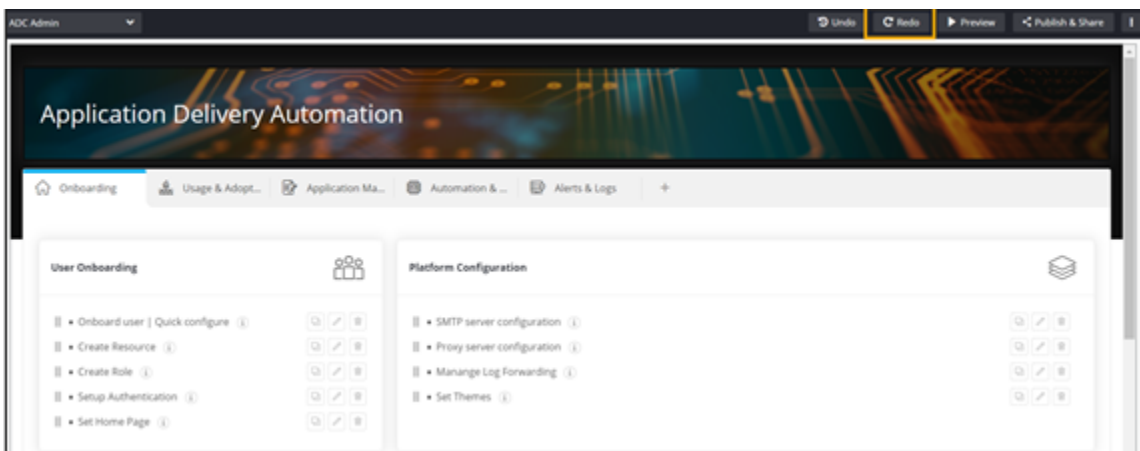 ADC Admin
Undo
Redo
Preview
Publish & Share
Application Delivery Automation
Onboarding
Usage & Adopt...
Application Ma...
Automation & ...
Alerts & Logs
+
User Onboarding
Platform Configuration
• Onboard user | Quick configure
• Create Resource
• Create Role
• Setup Authentication
• Set Home Page
• SMTP server configuration
• Proxy server configuration
• Manange Log Forwarding
• Set Themes